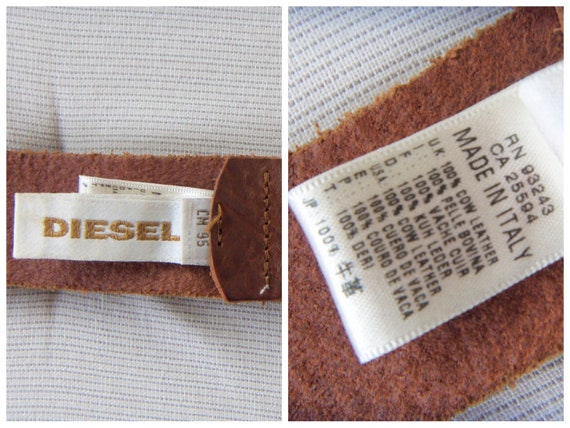 DIESEL
CM 95
RN 93243
CA 25594
MADE IN ITALY
UK 100% COW LEATHER
I 100% PELLE BOVINA
F 100% VACHE CUIR
D 100% KUH LEDER
USA 100% COW LEATHER
E 100% CUERO DE VACA
P 100% COURO DE VACA
T 100% DERI
JP 100% 牛革